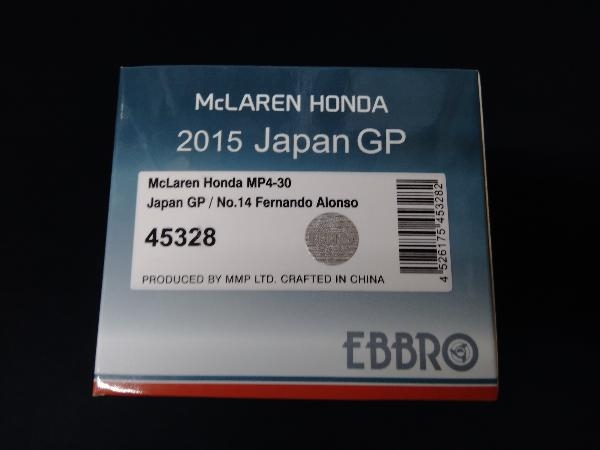 McLAREN HONDA
2015 Japan GP
McLaren Honda MP4-30
Japan GP / No.14 Fernando Alonso
45328
4 526175 453282
PRODUCED BY MMP LTD. CRAFTED IN CHINA
EBBRO